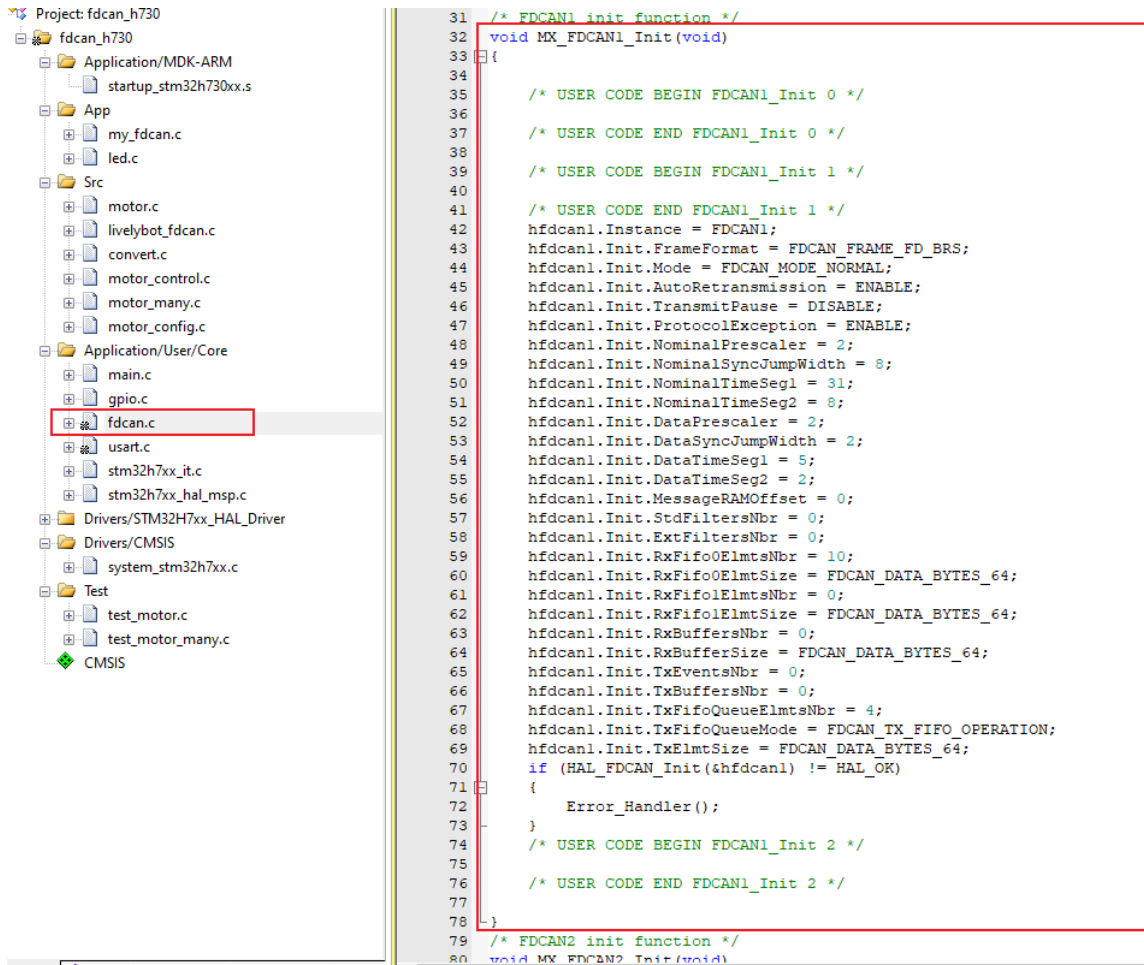 Project: fdcan_h730
fdcan_h730
Application/MDK-ARM
startup_stm32h730xx.s
App
my_fdcan.c
led.c
Src
motor.c
livelybot_fdcan.c
convert.c
motor_control.c
motor_many.c
motor_config.c
Application/User/Core
main.c
gpio.c
fdcan.c
usart.c
stm32h7xx_it.c
stm32h7xx_hal_msp.c
Drivers/STM32H7xx_HAL_Driver
Drivers/CMSIS
system_stm32h7xx.c
Test
test_motor.c
test_motor_many.c
CMSIS
31 /* FDCAN1 init function */
32 void MX_FDCAN1_Init(void)
33 {
34
35 /* USER CODE BEGIN FDCAN1_Init 0 */
36
37 /* USER CODE END FDCAN1_Init 0 */
38
39 /* USER CODE BEGIN FDCAN1_Init 1 */
40
41 /* USER CODE END FDCAN1_Init 1 */
42 hfdcan1.Instance = FDCAN1;
43 hfdcan1.Init.FrameFormat = FDCAN_FRAME_FD_BRS;
44 hfdcan1.Init.Mode = FDCAN_MODE_NORMAL;
45 hfdcan1.Init.AutoRetransmission = ENABLE;
46 hfdcan1.Init.TransmitPause = DISABLE;
47 hfdcan1.Init.ProtocolException = ENABLE;
48 hfdcan1.Init.NominalPrescaler = 2;
49 hfdcan1.Init.NominalSyncJumpWidth = 8;
50 hfdcan1.Init.NominalTimeSeg1 = 31;
51 hfdcan1.Init.NominalTimeSeg2 = 8;
52 hfdcan1.Init.DataPrescaler = 2;
53 hfdcan1.Init.DataSyncJumpWidth = 2;
54 hfdcan1.Init.DataTimeSeg1 = 5;
55 hfdcan1.Init.DataTimeSeg2 = 2;
56 hfdcan1.Init.MessageRAMOffset = 0;
57 hfdcan1.Init.StdFiltersNbr = 0;
58 hfdcan1.Init.ExtFiltersNbr = 0;
59 hfdcan1.Init.RxFifo0ElmtsNbr = 10;
60 hfdcan1.Init.RxFifo0ElmtSize = FDCAN_DATA_BYTES_64;
61 hfdcan1.Init.RxFifo1ElmtsNbr = 0;
62 hfdcan1.Init.RxFifo1ElmtSize = FDCAN_DATA_BYTES_64;
63 hfdcan1.Init.RxBuffersNbr = 0;
64 hfdcan1.Init.RxBufferSize = FDCAN_DATA_BYTES_64;
65 hfdcan1.Init.TxEventsNbr = 0;
66 hfdcan1.Init.TxBuffersNbr = 0;
67 hfdcan1.Init.TxFifoQueueElmtsNbr = 4;
68 hfdcan1.Init.TxFifoQueueMode = FDCAN_TX_FIFO_OPERATION;
69 hfdcan1.Init.TxElmtSize = FDCAN_DATA_BYTES_64;
70 if (HAL_FDCAN_Init(&hfdcan1) != HAL_OK)
71 {
72 Error_Handler();
73 }
74 /* USER CODE BEGIN FDCAN1_Init 2 */
75
76 /* USER CODE END FDCAN1_Init 2 */
77
78 }
79 /* FDCAN2 init function */
80 void MX_FDCAN2_Init(void)